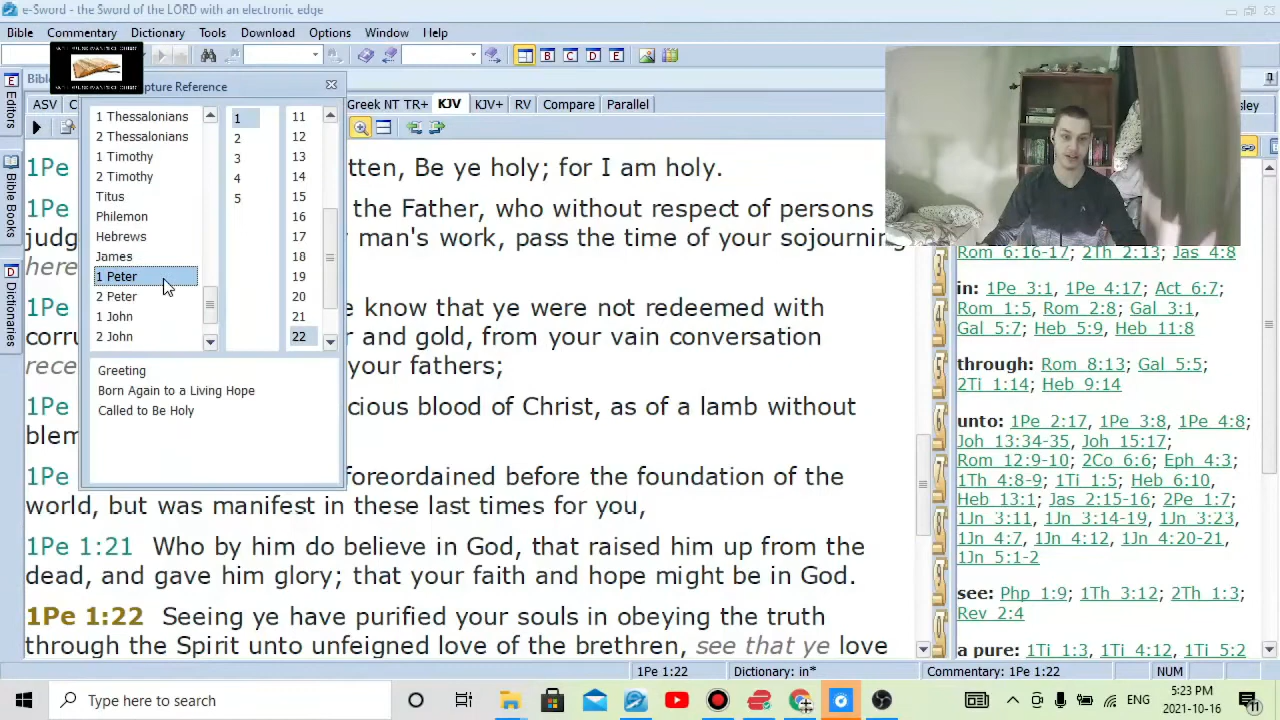 e-Sword - the Sword of the LORD with an electronic edge
Bible Commentary Dictionary Tools Download Options Window Help
B C D E
Scripture Reference
ASV Greek NT TR+ KJV KJV+ RV Compare Parallel
Editors
Bible Books
Dictionaries
1 Thessalonians
2 Thessalonians
1 Timothy
2 Timothy
Titus
Philemon
Hebrews
James
1 Peter
2 Peter
1 John
2 John
1
2
3
4
5
11
12
13
14
15
16
17
18
19
20
21
22
Greeting
Born Again to a Living Hope
Called to Be Holy
1Pe tten, Be ye holy; for I am holy.
1Pe the Father, who without respect of persons
judg man's work, pass the time of your sojourning
here
1Pe e know that ye were not redeemed with
corru r and gold, from your vain conversation
rece your fathers;
1Pe cious blood of Christ, as of a lamb without
blem
1Pe foreordained before the foundation of the
world, but was manifest in these last times for you,
1Pe 1:21 Who by him do believe in God, that raised him up from the
dead, and gave him glory; that your faith and hope might be in God.
1Pe 1:22 Seeing ye have purified your souls in obeying the truth
through the Spirit unto unfeigned love of the brethren, see that ye love
Rom 6:16-17; 2Th 2:13; Jas 4:8
in: 1Pe 3:1, 1Pe 4:17; Act 6:7;
Rom 1:5, Rom 2:8; Gal 3:1,
Gal 5:7; Heb 5:9, Heb 11:8
through: Rom 8:13; Gal 5:5;
2Ti 1:14; Heb 9:14
unto: 1Pe 2:17, 1Pe 3:8, 1Pe 4:8;
Joh 13:34-35, Joh 15:17;
Rom 12:9-10; 2Co 6:6; Eph 4:3;
1Th 4:8-9; 1Ti 1:5; Heb 6:10,
Heb 13:1; Jas 2:15-16; 2Pe 1:7;
1Jn 3:11, 1Jn 3:14-19, 1Jn 3:23,
1Jn 4:7, 1Jn 4:12, 1Jn 4:20-21,
1Jn 5:1-2
see: Php 1:9; 1Th 3:12; 2Th 1:3;
Rev 2:4
a pure: 1Ti 1:3, 1Ti 4:12, 1Ti 5:2
1Pe 1:22 Dictionary: in* Commentary: 1Pe 1:22 NUM
Type here to search
ENG
5:23 PM
2021-10-16